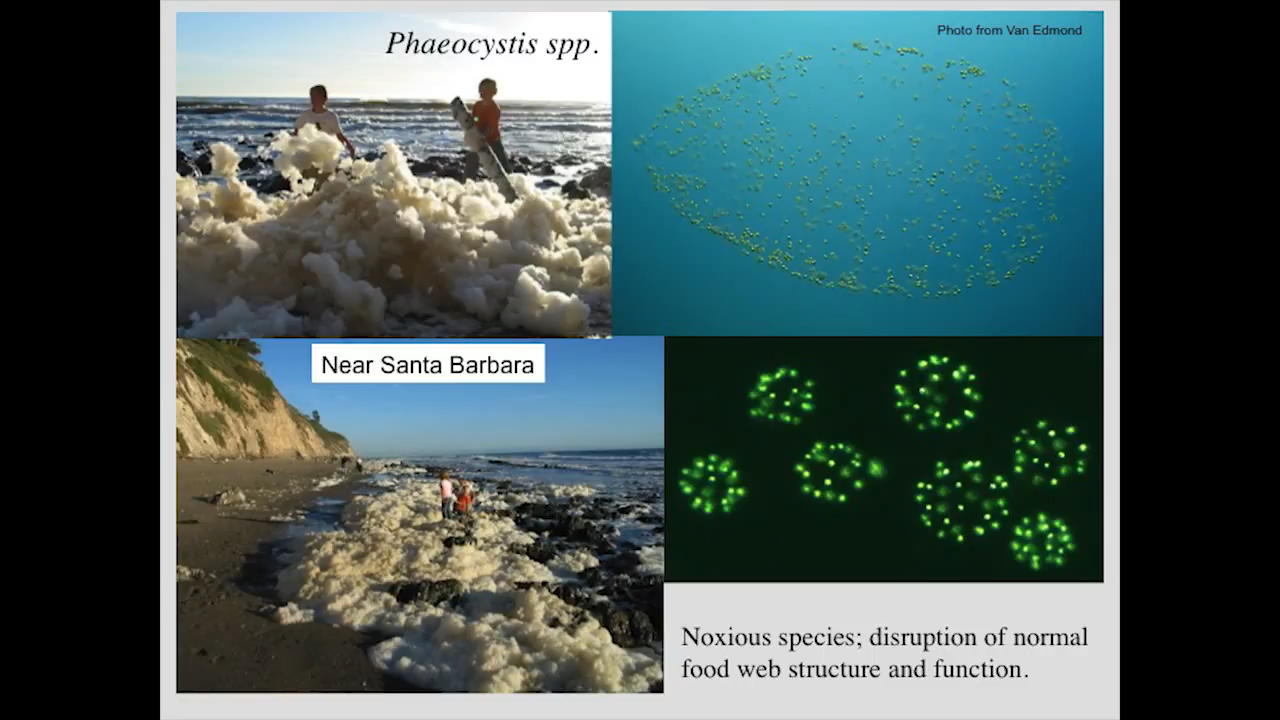 Phaeocystis spp.
Photo from Van Edmond
Near Santa Barbara
Noxious species; disruption of normal
food web structure and function.